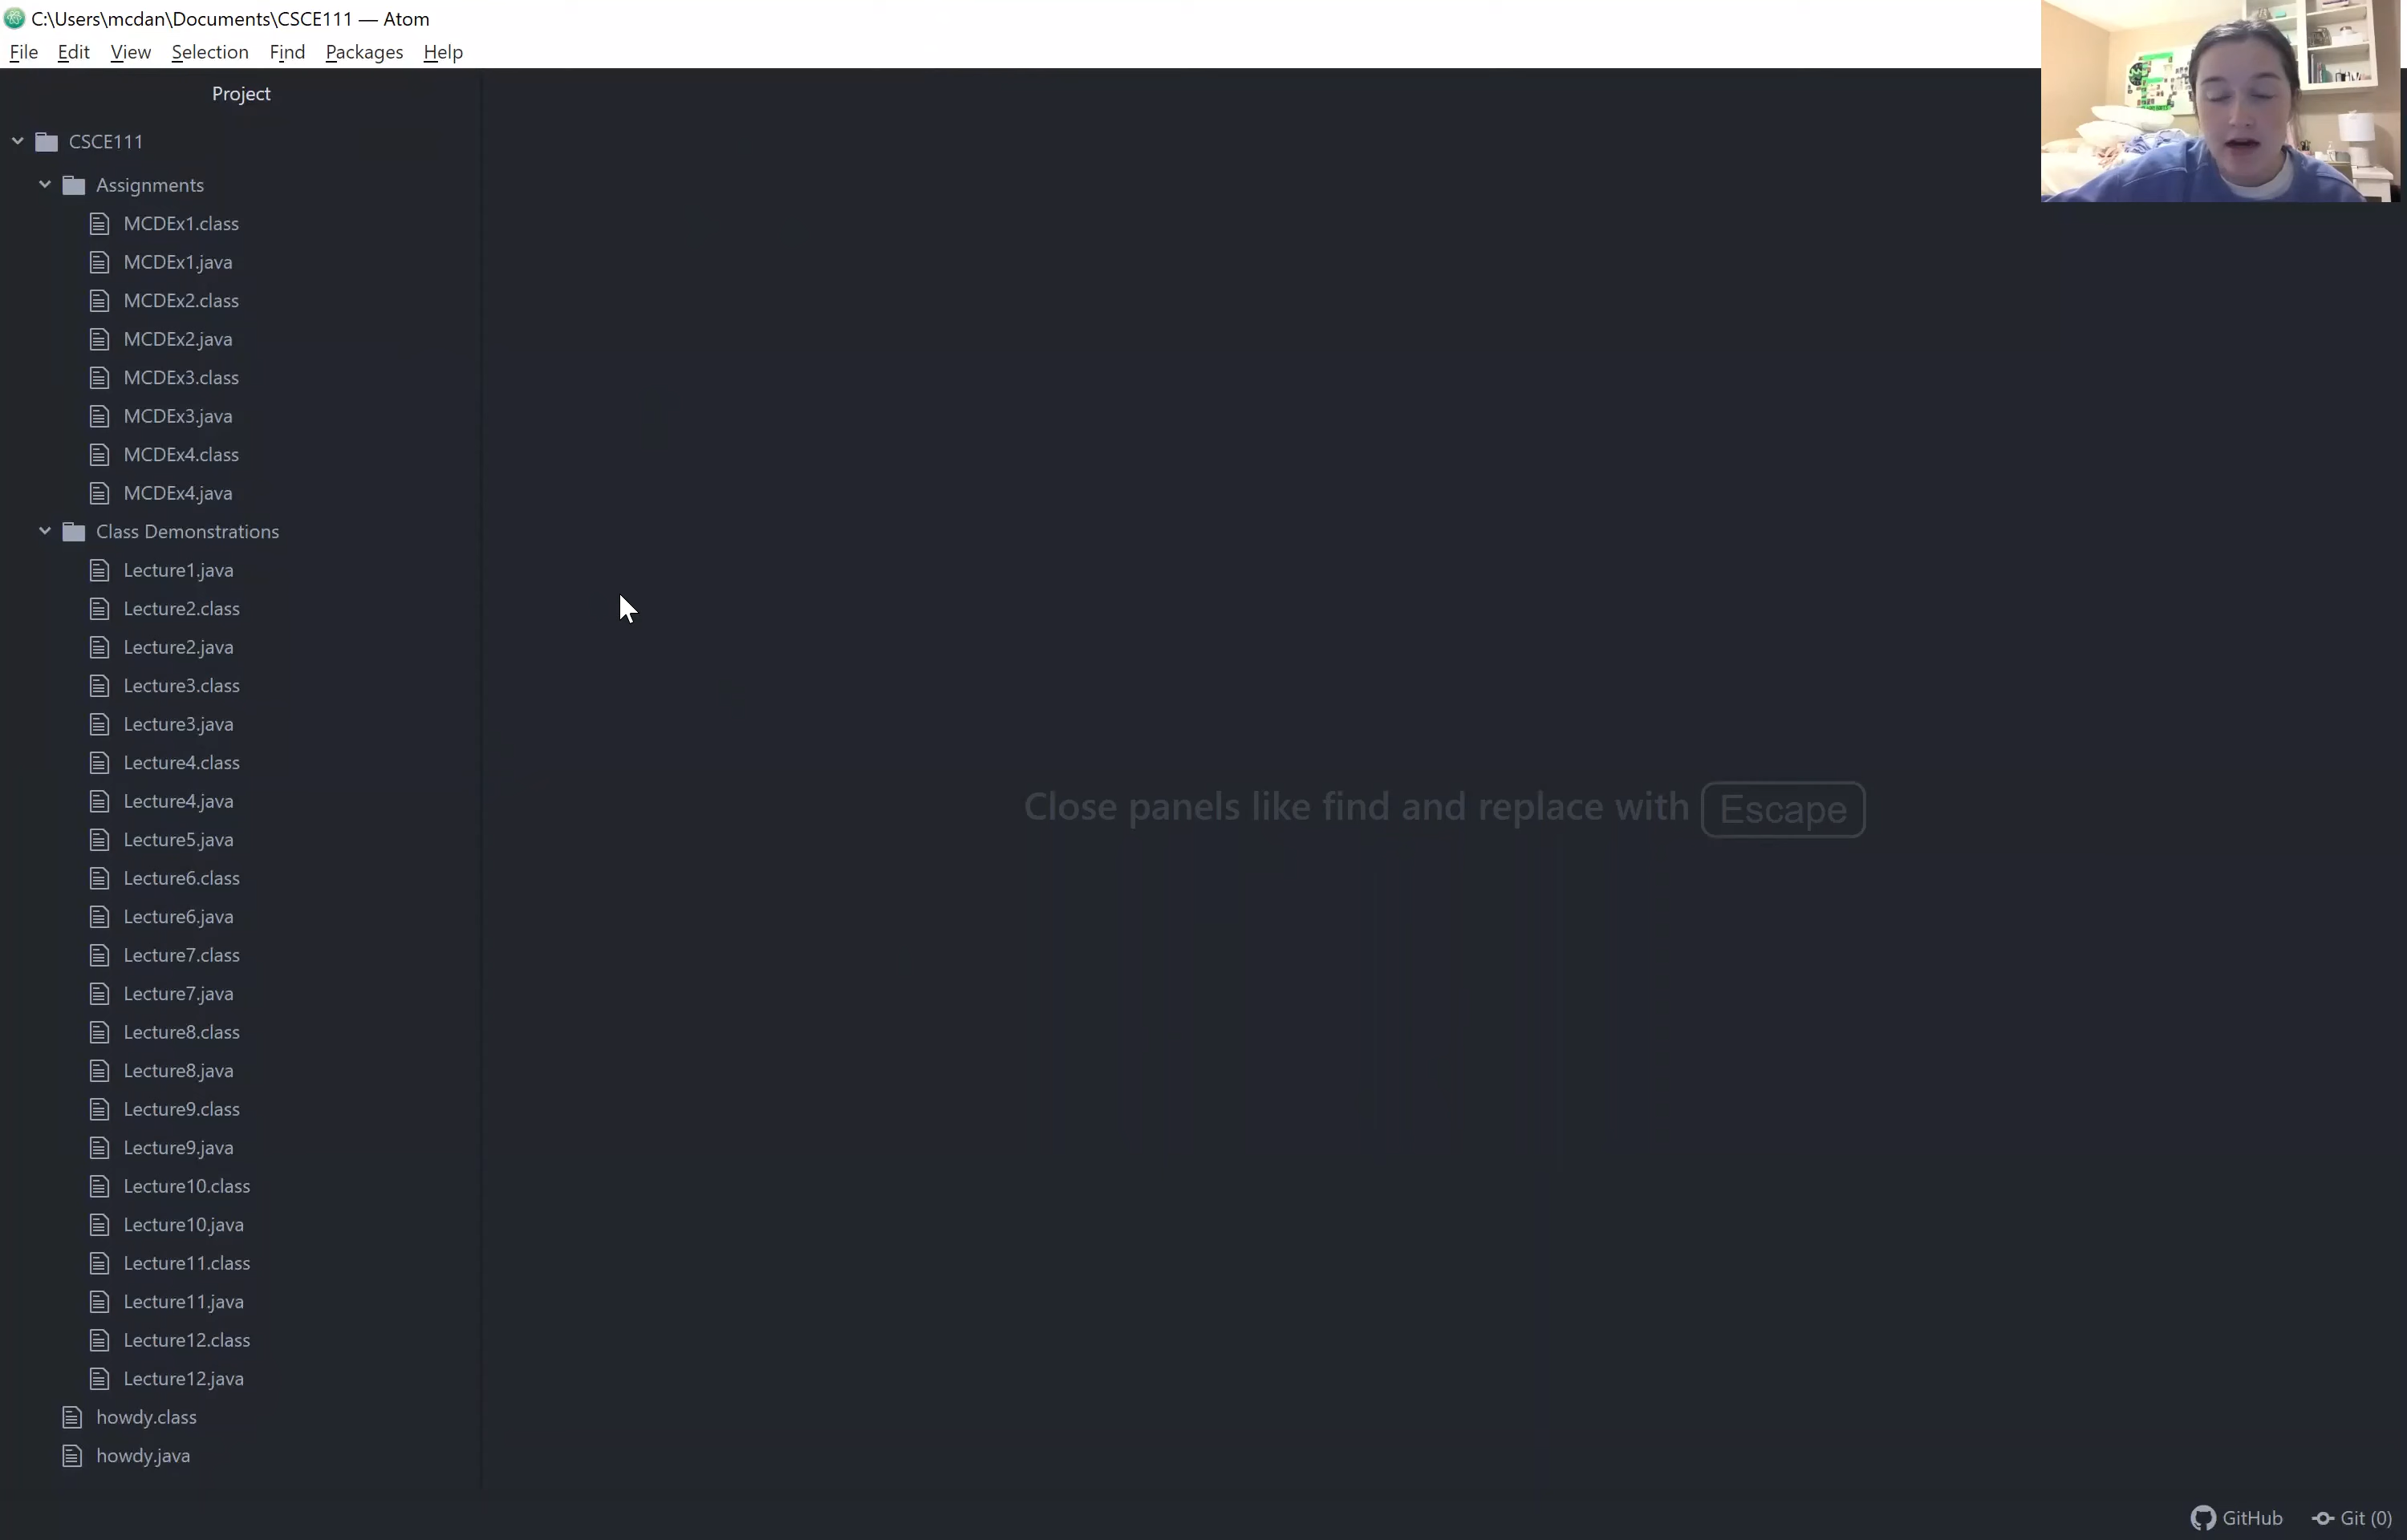 C:\Users\mcdan\Documents\CSCE111 — Atom
File Edit View Selection Find Packages Help
Project
CSCE111
Assignments
MCDEx1.class
MCDEx1.java
MCDEx2.class
MCDEx2.java
MCDEx3.class
MCDEx3.java
MCDEx4.class
MCDEx4.java
Class Demonstrations
Lecture1.java
Lecture2.class
Lecture2.java
Lecture3.class
Lecture3.java
Lecture4.class
Lecture4.java
Lecture5.java
Lecture6.class
Lecture6.java
Lecture7.class
Lecture7.java
Lecture8.class
Lecture8.java
Lecture9.class
Lecture9.java
Lecture10.class
Lecture10.java
Lecture11.class
Lecture11.java
Lecture12.class
Lecture12.java
howdy.class
howdy.java
Close panels like find and replace with Escape
GitHub Git (0)